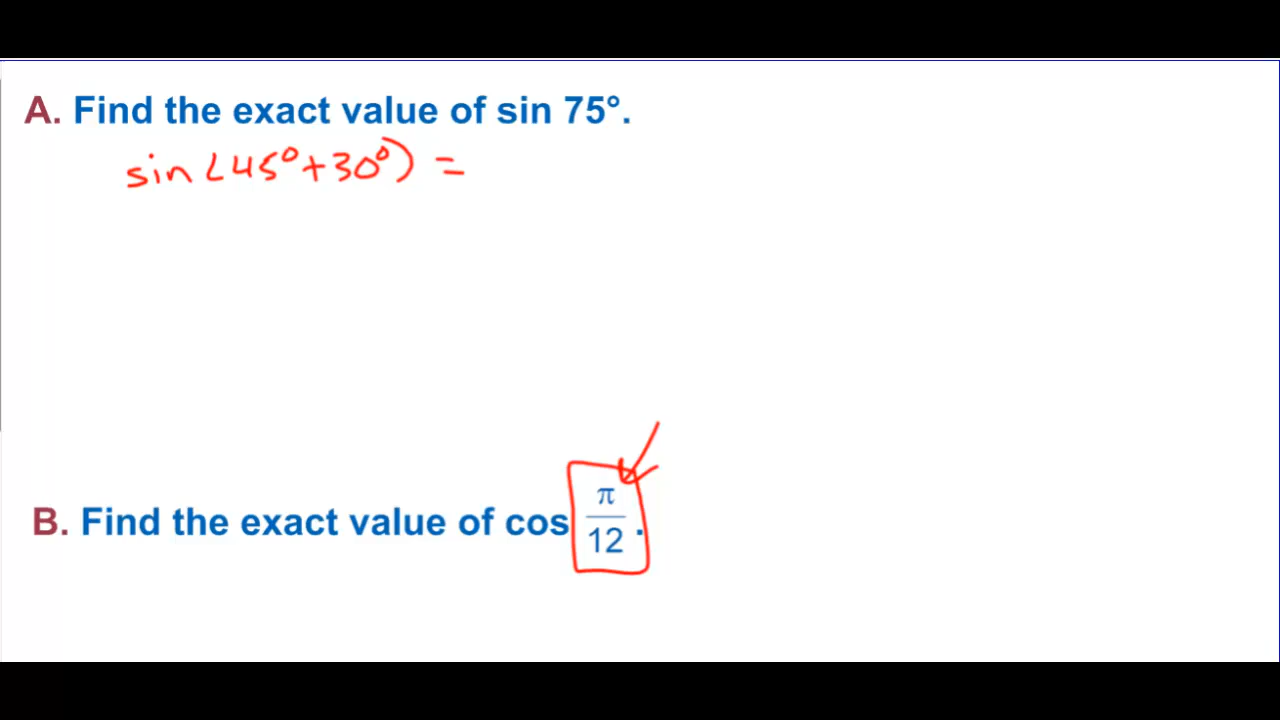 A. Find the exact value of sin 75°.
sin(45°+30°) =
B. Find the exact value of cos π/12.